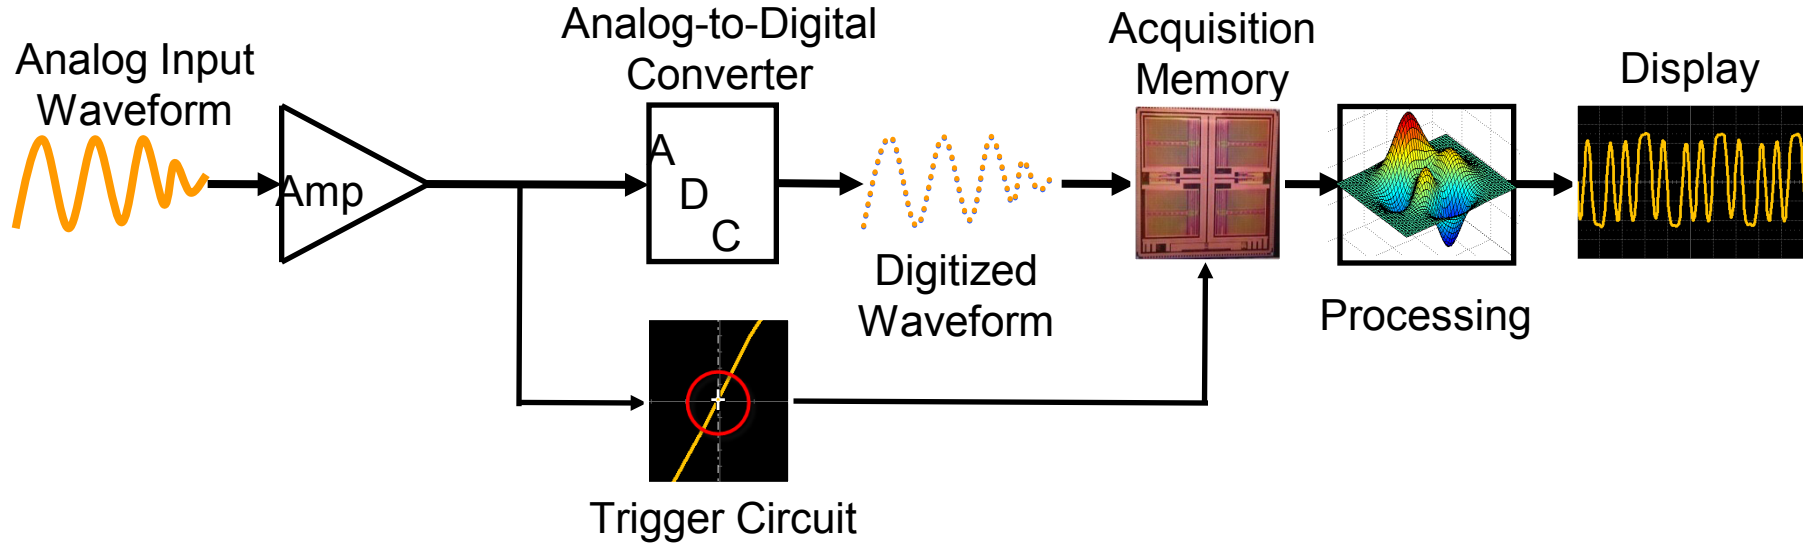 Analog Input
Waveform
Amp
Analog-to-Digital
Converter
A
D
C
Digitized
Waveform
Trigger Circuit
Acquisition
Memory
Processing
Display